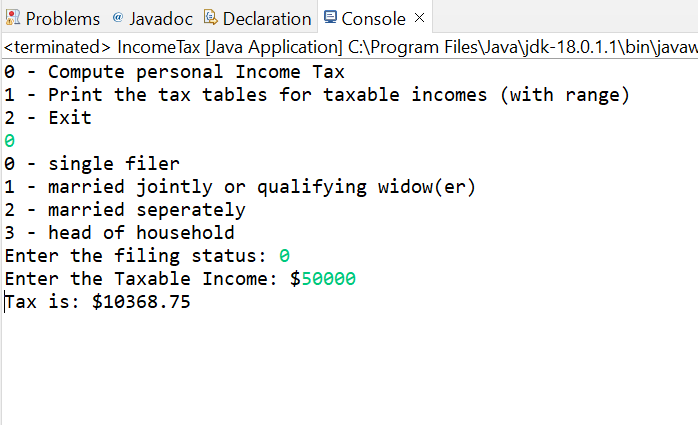 Problems @ Javadoc Declaration Console ×
<terminated> IncomeTax [Java Application] C:\Program Files\Java\jdk-18.0.1.1\bin\javaw
0 - Compute personal Income Tax
1 - Print the tax tables for taxable incomes (with range)
2 - Exit
0
0 - single filer
1 - married jointly or qualifying widow(er)
2 - married seperately
3 - head of household
Enter the filing status: 0
Enter the Taxable Income: $50000
Tax is: $10368.75